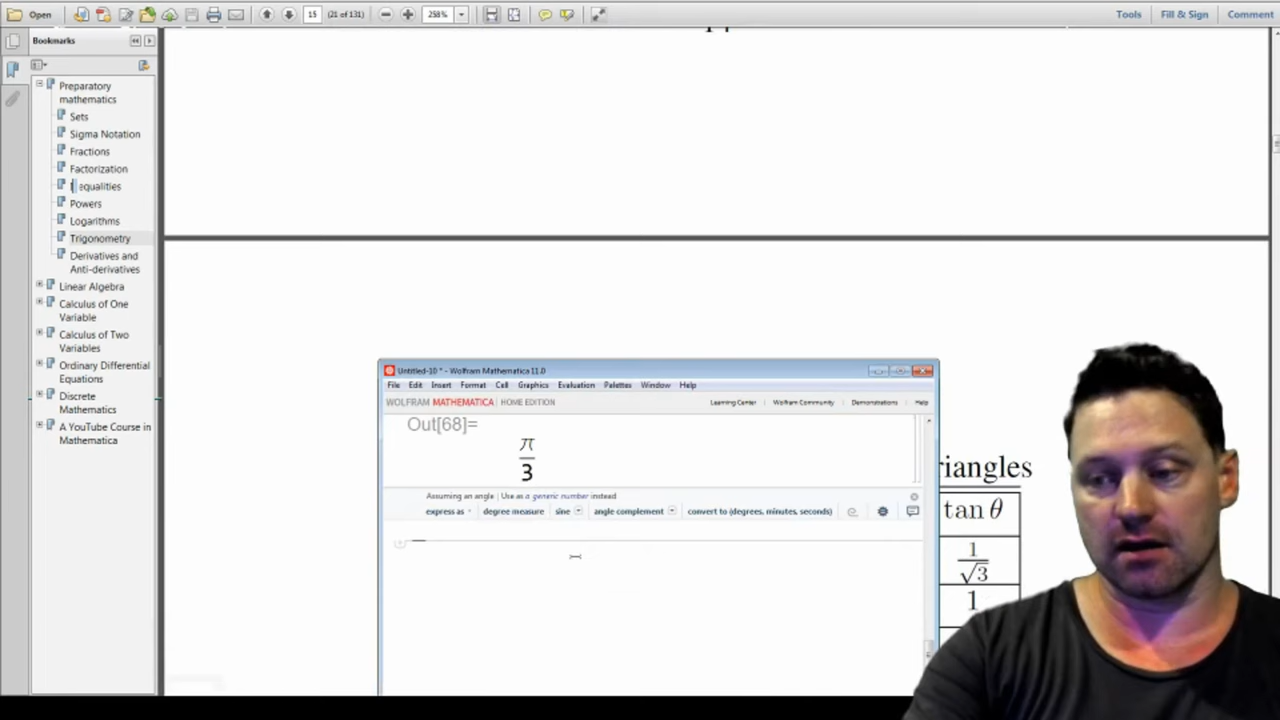 Open
15
(21 of 131)
258%
Tools
Fill & Sign
Comment
Bookmarks
Preparatory
mathematics
Sets
Sigma Notation
Fractions
Factorization
Inequalities
Powers
Logarithms
Trigonometry
Derivatives and
Anti-derivatives
Linear Algebra
Calculus of One
Variable
Calculus of Two
Variables
Ordinary Differential
Equations
Discrete
Mathematics
A YouTube Course in
Mathematica
Untitled-10 * - Wolfram Mathematica 11.0
File Edit Insert Format Cell Graphics Evaluation Palettes Window Help
WOLFRAM MATHEMATICA | HOME EDITION
Learning Center | Wolfram Community | Demonstrations | Help
Out[68]=
π
3
Assuming an angle | Use as a generic number instead
express as degree measure sine angle complement convert to (degrees, minutes, seconds)
riangles
tan θ
1
√3
1